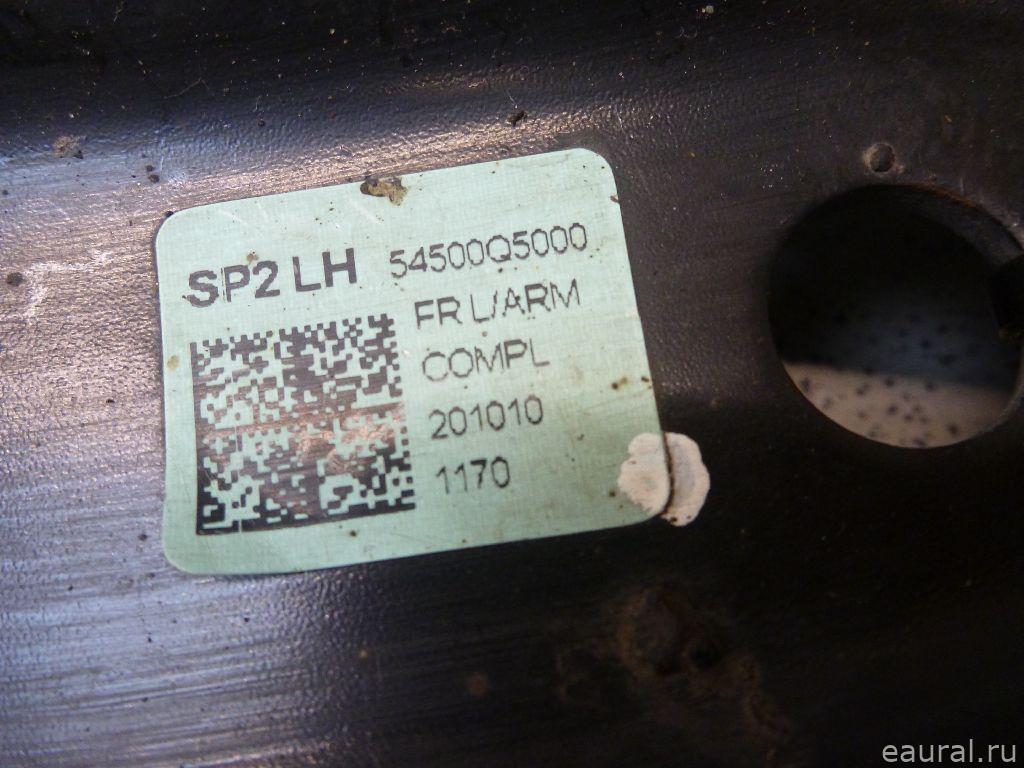 SP2 LH 54500Q5000
FR L/ARM
COMPL
201010
1170
eaural.ru